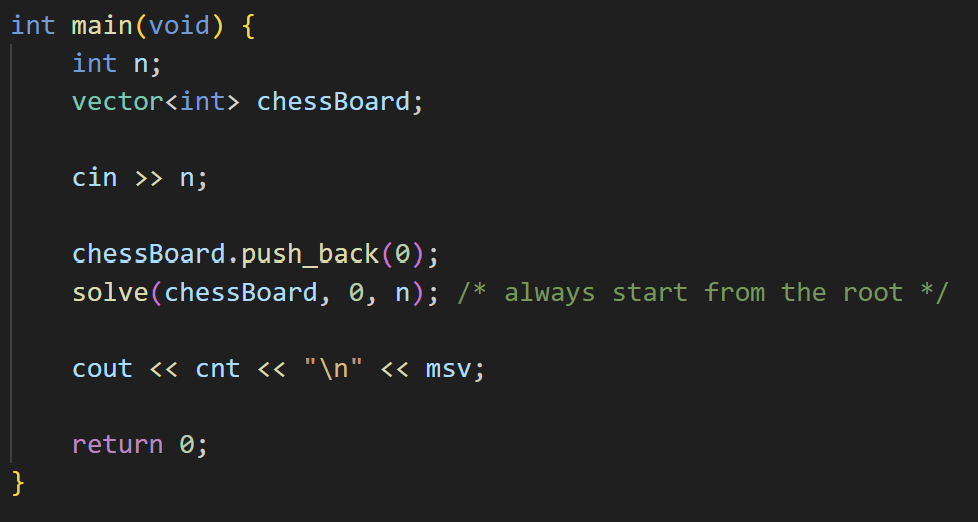 int main(void) {
    int n;
    vector<int> chessBoard;
    cin >> n;
    chessBoard.push_back(0);
    solve(chessBoard, 0, n); /* always start from the root */
    cout << cnt << "\n" << msv;
    return 0;
}